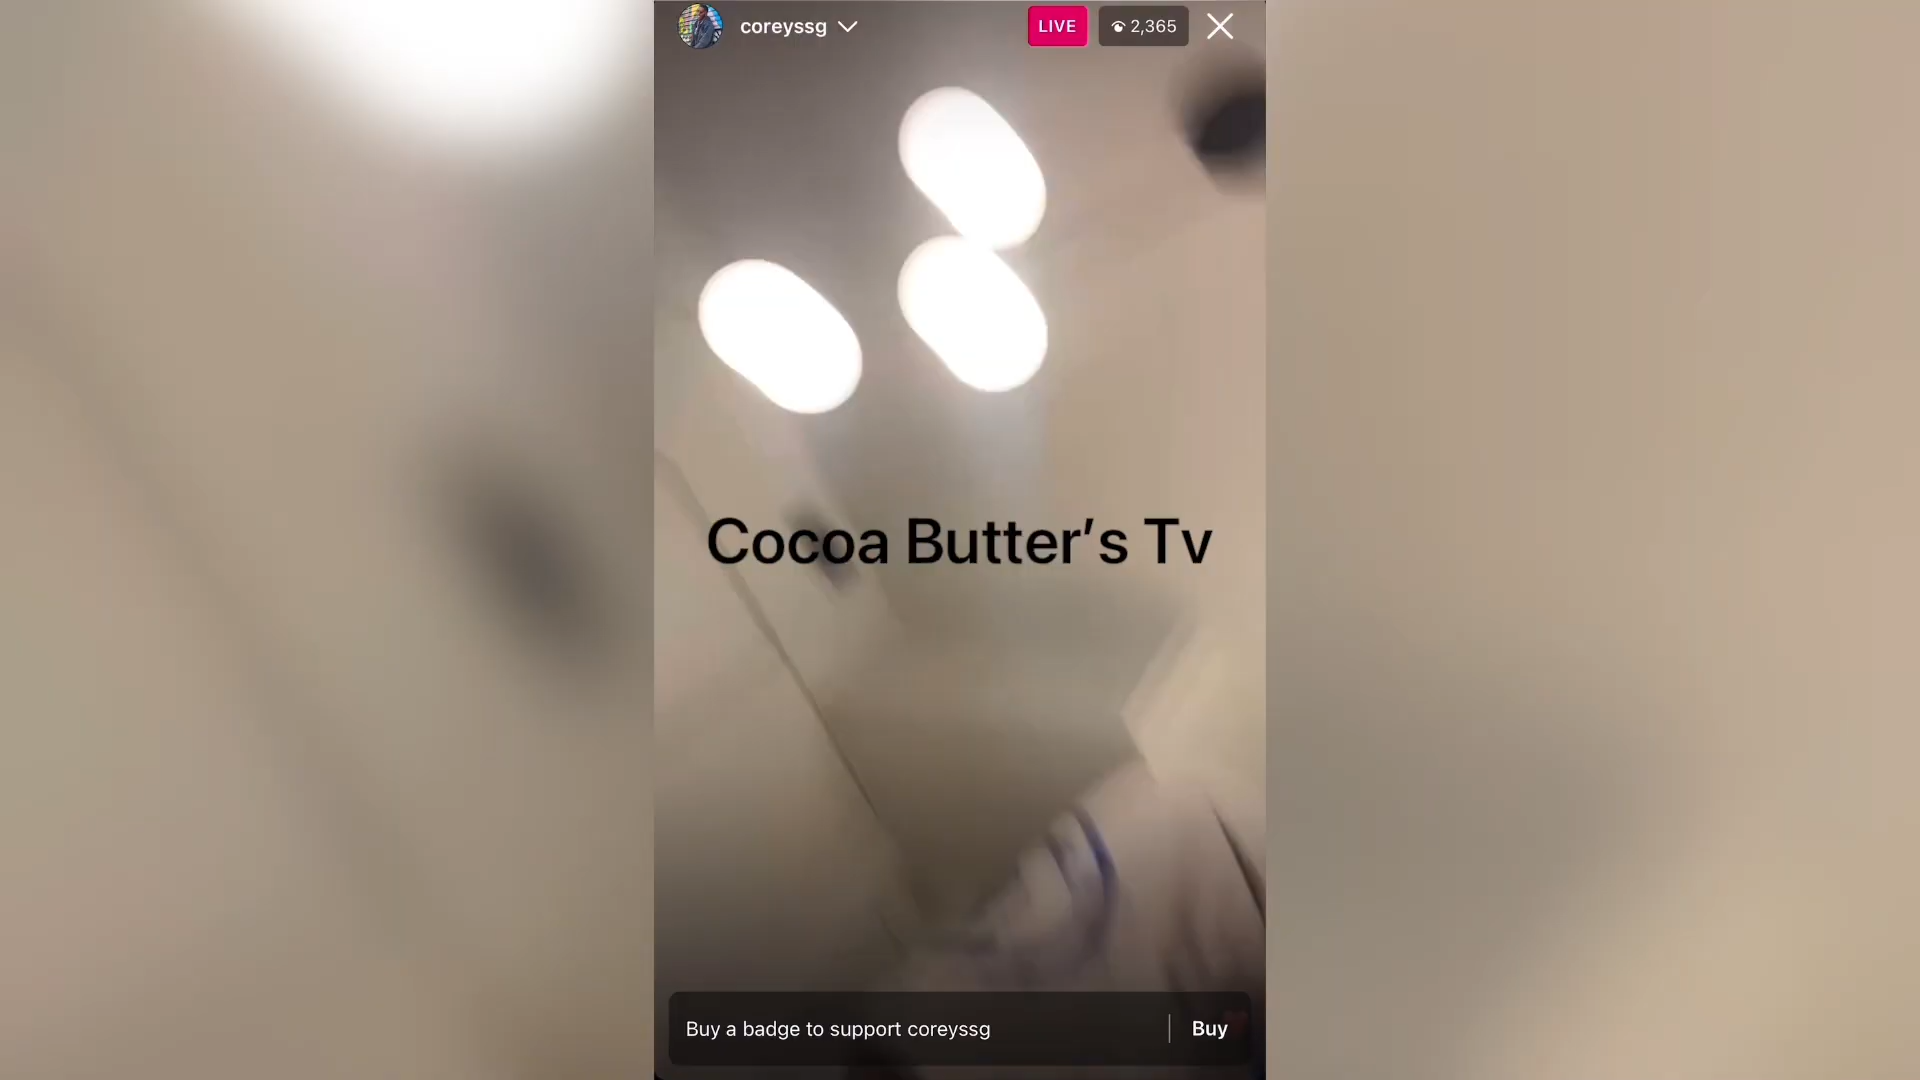 coreyssg
LIVE
2,365
Cocoa Butter’s Tv
Buy a badge to support coreyssg
Buy